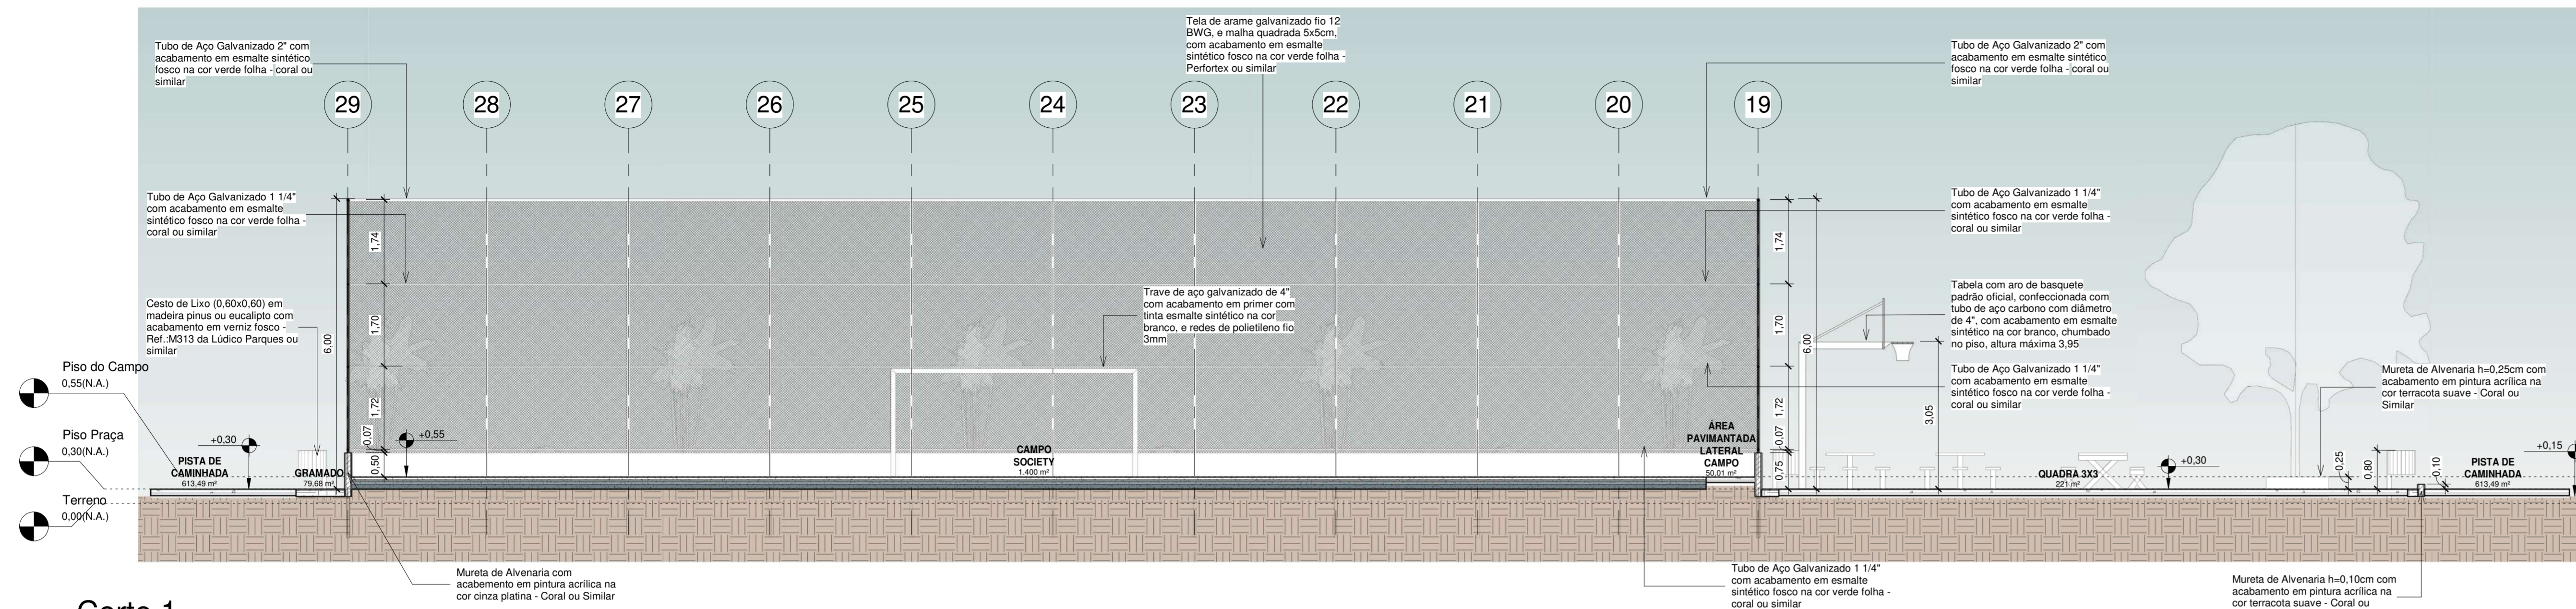 Tubo de Aço Galvanizado 2" com
acabamento em esmalte sintético
fosco na cor verde folha - coral ou
similar
Tela de arame galvanizado fio 12
BWG, e malha quadrada 5x5cm,
com acabamento em esmalte
sintético fosco na cor verde folha -
Perfortex ou similar
Tubo de Aço Galvanizado 2" com
acabamento em esmalte sintético
fosco na cor verde folha - coral ou
similar
29
28
27
26
25
24
23
22
21
20
19
Tubo de Aço Galvanizado 1 1/4"
com acabamento em esmalte
sintético fosco na cor verde folha -
coral ou similar
Cesto de Lixo (0,60x0,60) em
madeira pinus ou eucalipto com
acabamento em verniz fosco -
Ref.:M313 da Lúdico Parques ou
similar
6,00
1,74
1,70
1,72
0,07
0,50
Trave de aço galvanizado de 4"
com acabamento em primer com
tinta esmalte sintético na cor
branco, e redes de polietileno fio
3mm
1,74
1,70
1,72
0,07
0,75
6,00
Tubo de Aço Galvanizado 1 1/4"
com acabamento em esmalte
sintético fosco na cor verde folha -
coral ou similar
Tabela com aro de basquete
padrão oficial, confeccionada com
tubo de aço carbono com diâmetro
de 4", com acabamento em esmalte
sintético na cor branco, chumbado
no piso, altura máxima 3,95
Tubo de Aço Galvanizado 1 1/4"
com acabamento em esmalte
sintético fosco na cor verde folha -
coral ou similar
3,05
Mureta de Alvenaria h=0,25cm com
acabamento em pintura acrílica na
cor terracota suave - Coral ou
Similar
Piso do Campo
0,55(N.A.)
Piso Praça
0,30(N.A.)
Terreno
0,00(N.A.)
+0,30
PISTA DE
CAMINHADA
613,49 m²
GRAMADO
79,68 m²
+0,55
CAMPO
SOCIETY
1.400 m²
ÁREA
PAVIMANTADA
LATERAL
CAMPO
50,01 m²
QUADRA 3X3
221 m²
+0,30
0,25
0,80
0,10
PISTA DE
CAMINHADA
613,49 m²
+0,15
Mureta de Alvenaria com
acabemento em pintura acrílica na
cor cinza platina - Coral ou Similar
Tubo de Aço Galvanizado 1 1/4"
com acabamento em esmalte
sintético fosco na cor verde folha -
coral ou similar
Mureta de Alvenaria h=0,10cm com
acabamento em pintura acrílica na
cor terracota suave - Coral ou
Corte 1